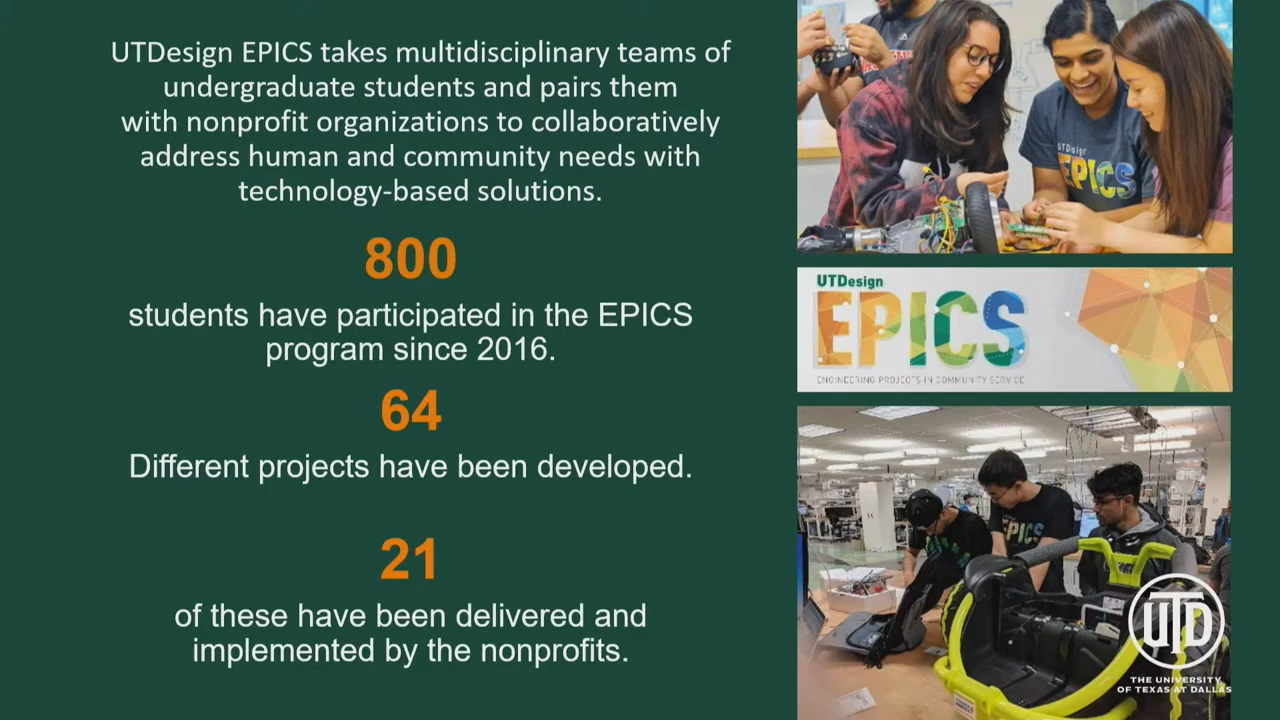 UTDesign EPICS takes multidisciplinary teams of
undergraduate students and pairs them
with nonprofit organizations to collaboratively
address human and community needs with
technology-based solutions.
800
students have participated in the EPICS
program since 2016.
64
Different projects have been developed.
21
of these have been delivered and
implemented by the nonprofits.
UTDesign
EPICS
UTDesign
EPICS
ENGINEERING PROJECTS IN COMMUNITY SERVICE
EPICS
UTD
THE UNIVERSITY
OF TEXAS AT DALLAS